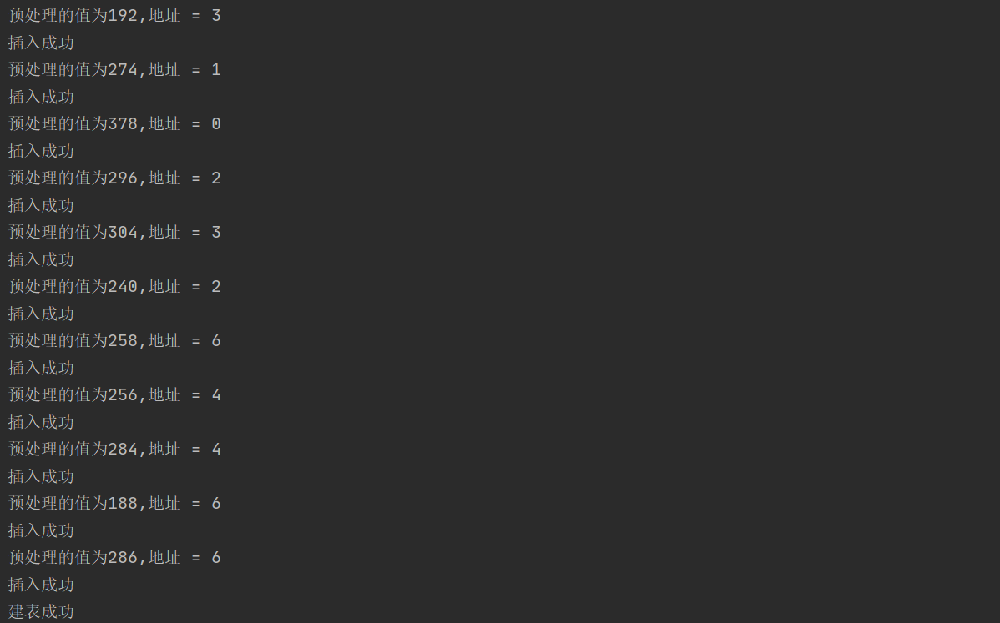 预处理的值为192,地址 = 3
插入成功
预处理的值为274,地址 = 1
插入成功
预处理的值为378,地址 = 0
插入成功
预处理的值为296,地址 = 2
插入成功
预处理的值为304,地址 = 3
插入成功
预处理的值为240,地址 = 2
插入成功
预处理的值为258,地址 = 6
插入成功
预处理的值为256,地址 = 4
插入成功
预处理的值为284,地址 = 4
插入成功
预处理的值为188,地址 = 6
插入成功
预处理的值为286,地址 = 6
插入成功
建表成功